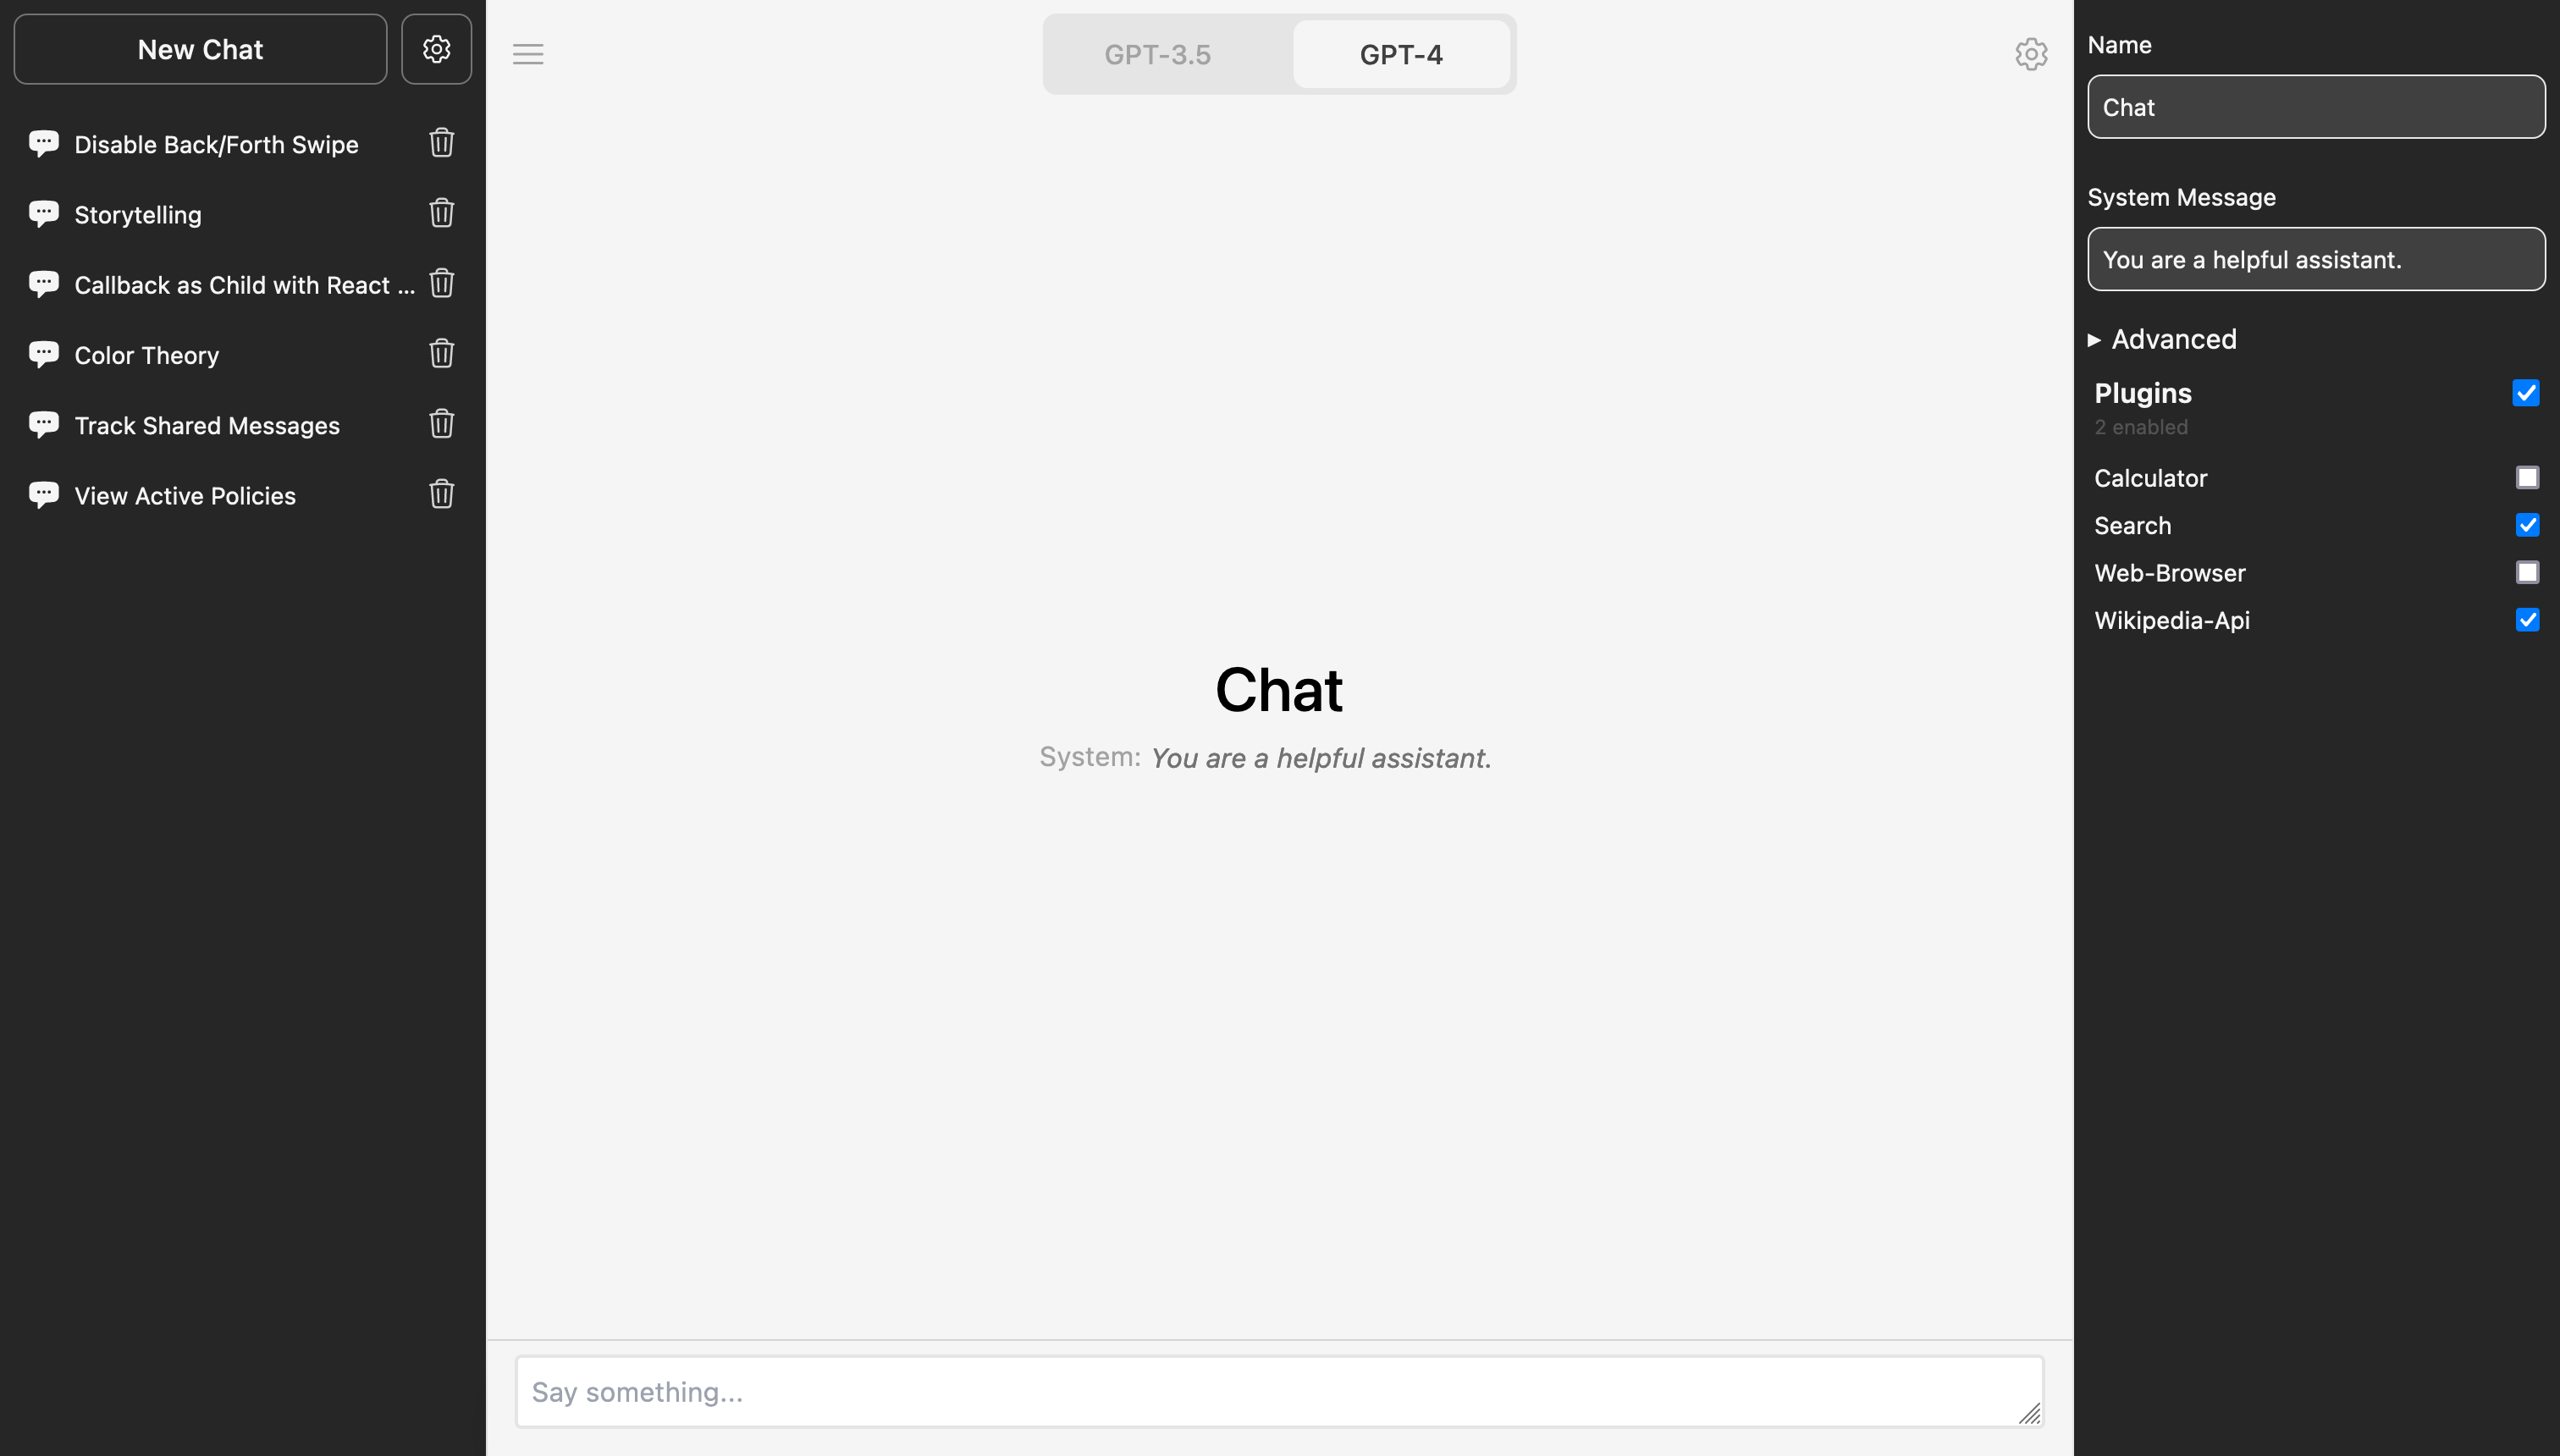 New Chat
Disable Back/Forth Swipe
Storytelling
Callback as Child with React ...
Color Theory
Track Shared Messages
View Active Policies
GPT-3.5
GPT-4
Chat
System: You are a helpful assistant.
Say something...
Name
Chat
System Message
You are a helpful assistant.
Advanced
Plugins
2 enabled
Calculator
Search
Web-Browser
Wikipedia-Api